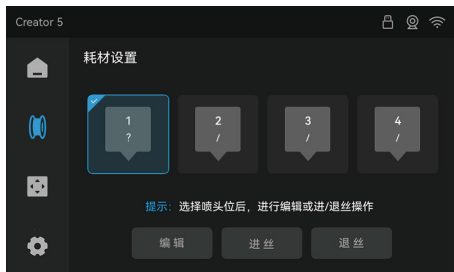 Creator 5
耗材设置
1 2 3 4
? / / /
提示: 选择喷头位后，进行编辑或进/退丝操作
编辑 进丝 退丝